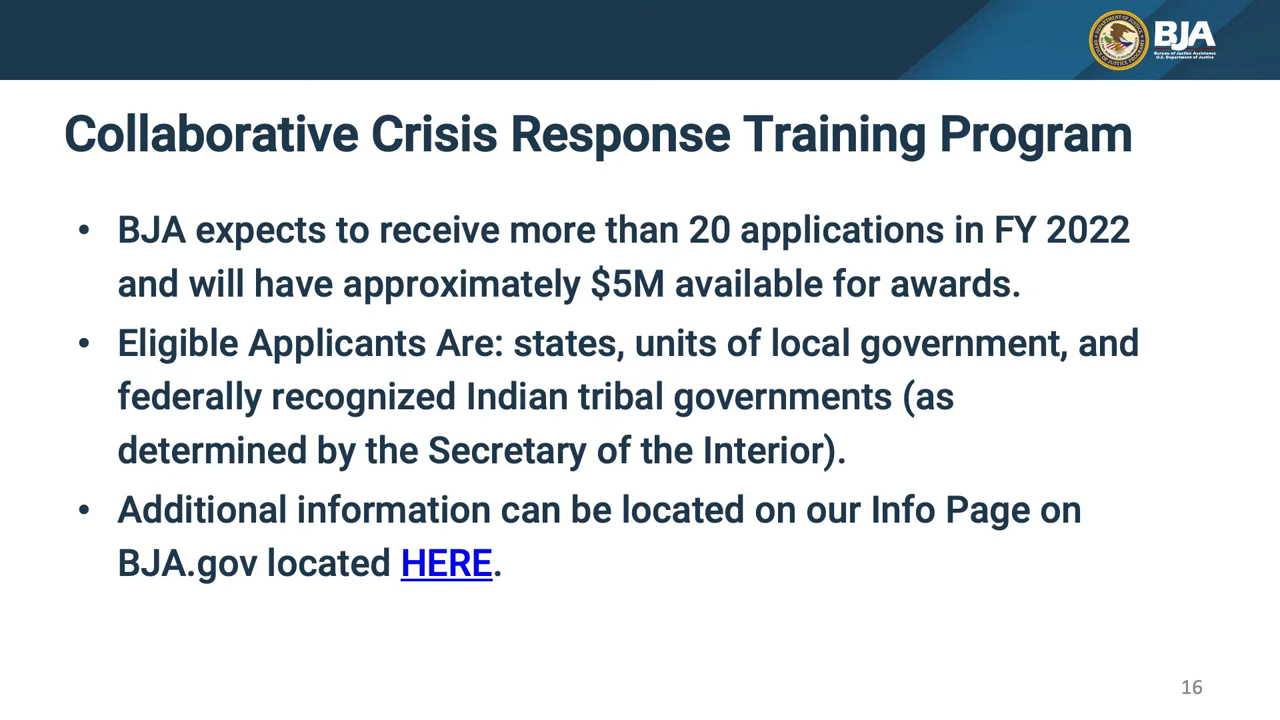 BJA
Bureau of Justice Assistance
U.S. Department of Justice
Collaborative Crisis Response Training Program
• BJA expects to receive more than 20 applications in FY 2022
and will have approximately $5M available for awards.
• Eligible Applicants Are: states, units of local government, and
federally recognized Indian tribal governments (as
determined by the Secretary of the Interior).
• Additional information can be located on our Info Page on
BJA.gov located HERE.
16